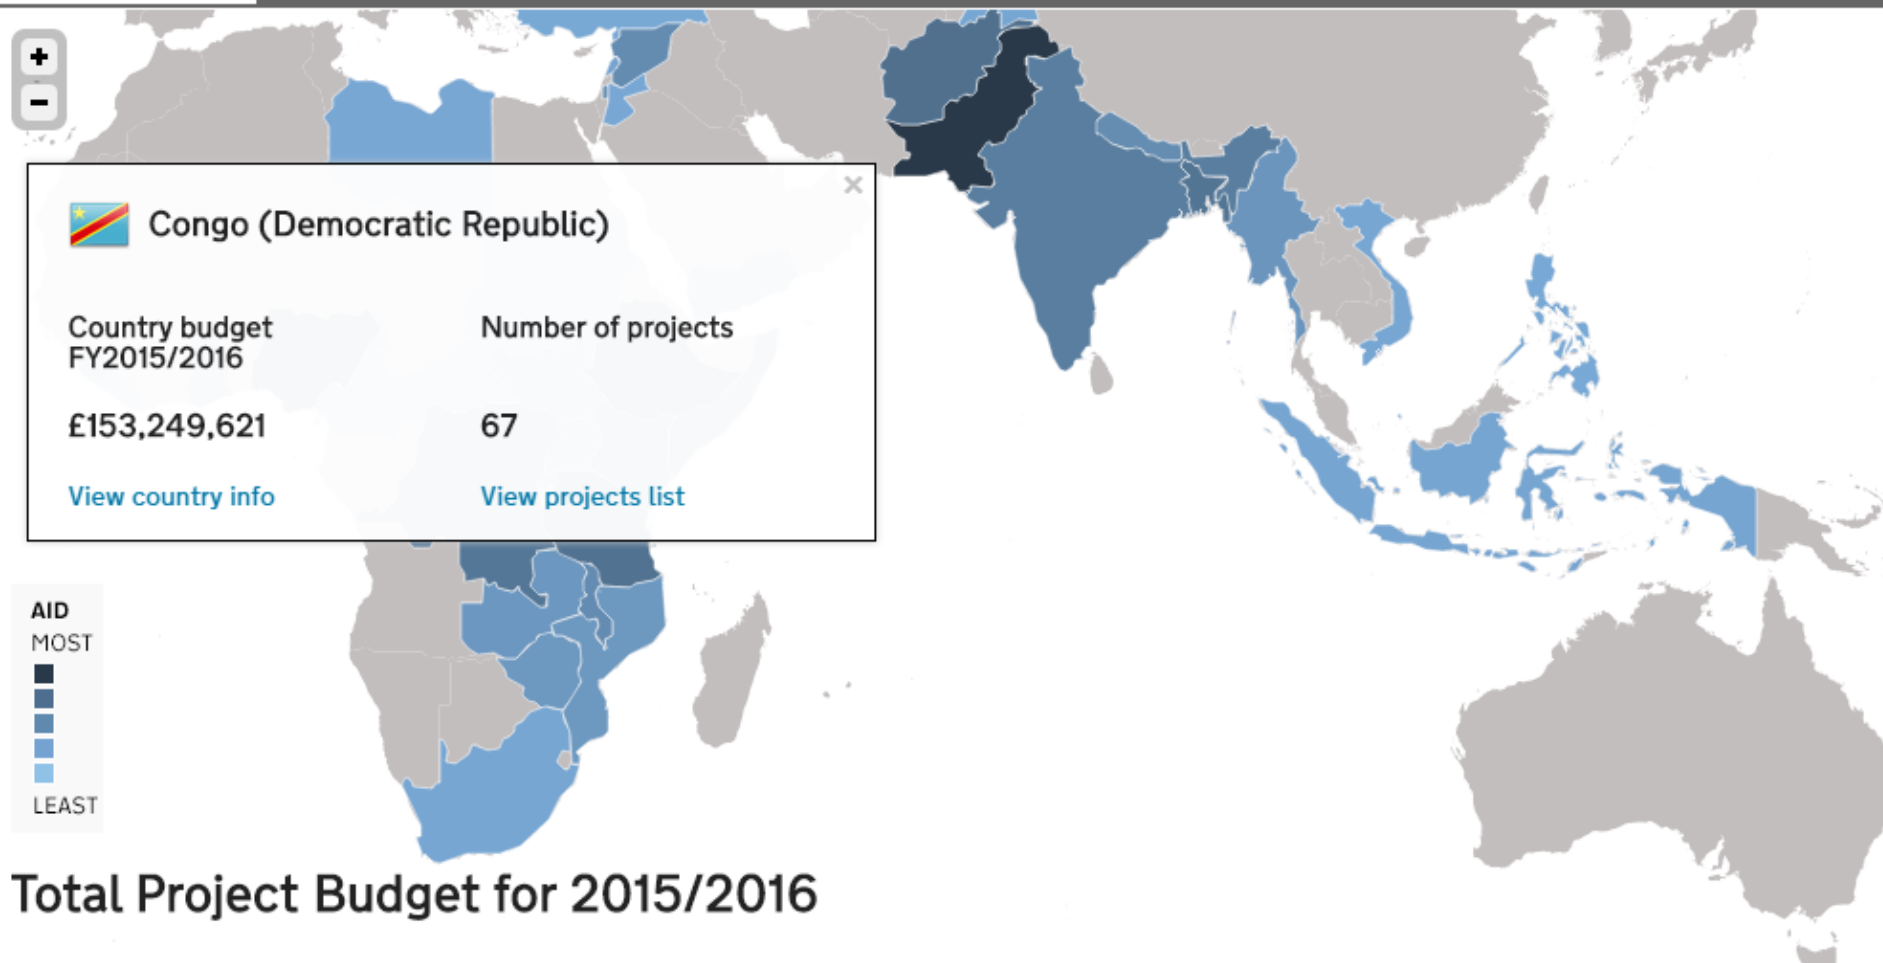 +
−
×
Congo (Democratic Republic)
Country budget
FY2015/2016
Number of projects
£153,249,621
67
View country info
View projects list
AID
MOST
LEAST
Total Project Budget for 2015/2016